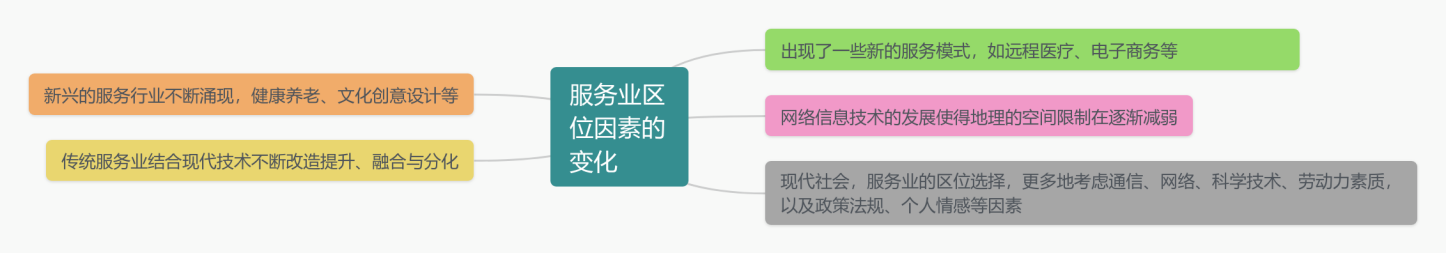 服务业区
位因素的
变化
出现了一些新的服务模式，如远程医疗、电子商务等
网络信息技术的发展使得地理的空间限制在逐渐减弱
现代社会，服务业的区位选择，更多地考虑通信、网络、科学技术、劳动力素质，
以及政策法规、个人情感等因素
新兴的服务行业不断涌现，健康养老、文化创意设计等
传统服务业结合现代技术不断改造提升、融合与分化